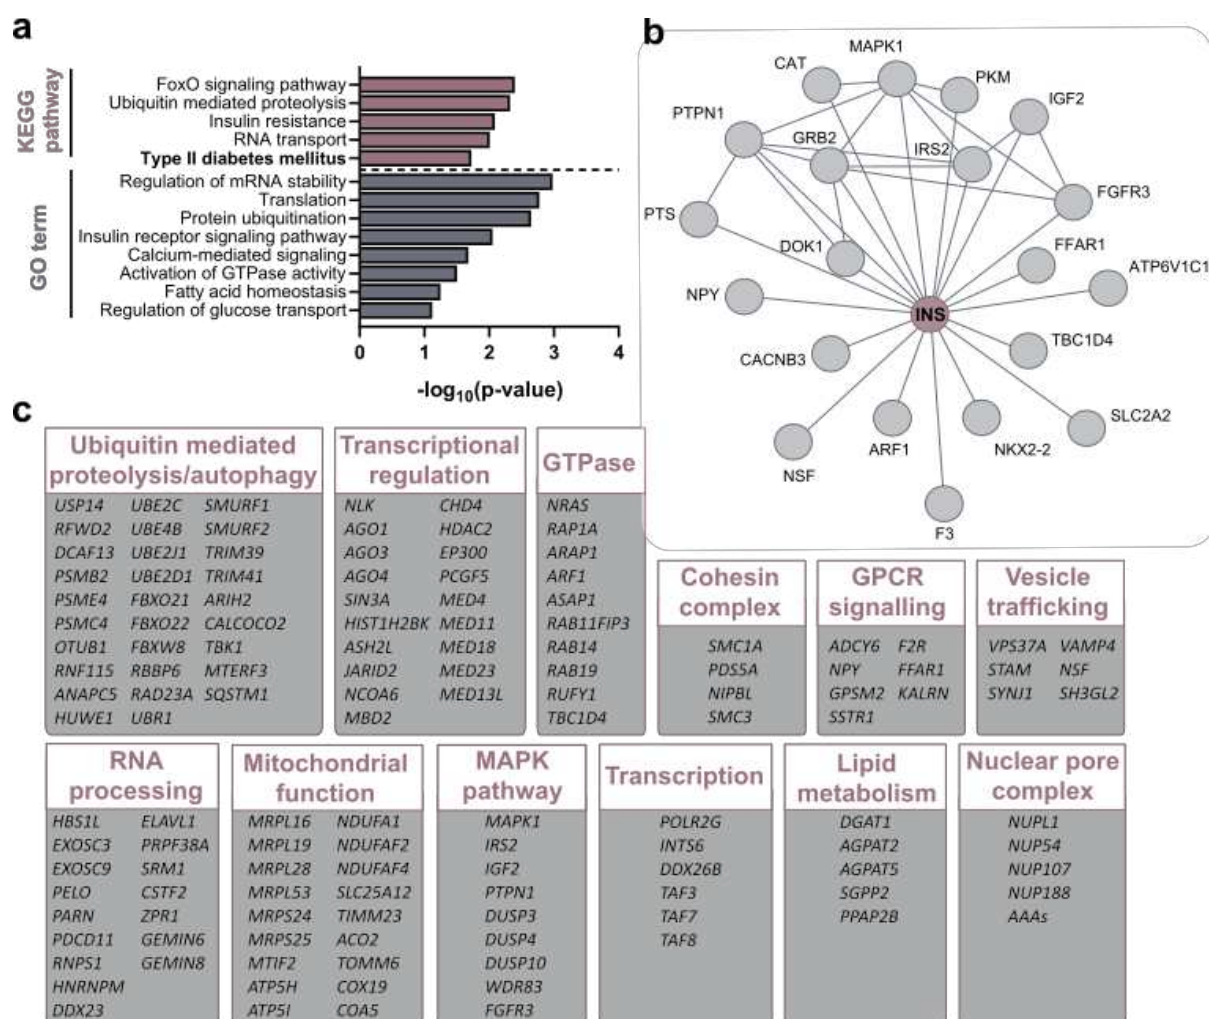 a
KEGG
pathway
FoxO signaling pathway
Ubiquitin mediated proteolysis
Insulin resistance
RNA transport
Type II diabetes mellitus
GO term
Regulation of mRNA stability
Translation
Protein ubiquitination
Insulin receptor signaling pathway
Calcium-mediated signaling
Activation of GTPase activity
Fatty acid homeostasis
Regulation of glucose transport
0 1 2 3 4
-log10(p-value)
b
MAPK1
CAT
PKM
IGF2
PTPN1
GRB2
IRS2
FGFR3
PTS
DOK1
FFAR1
ATP6V1C1
NPY
INS
TBC1D4
CACNB3
SLC2A2
ARF1
NKX2-2
NSF
F3
c
Ubiquitin mediated
proteolysis/autophagy
USP14 UBE2C SMURF1
RFWD2 UBE4B SMURF2
DCAF13 UBE2J1 TRIM39
PSMB2 UBE2D1 TRIM41
PSME4 FBXO21 ARIH2
PSMC4 FBXO22 CALCOCO2
OTUB1 FBXW8 TBK1
RNF115 RBBP6 MTERF3
ANAPC5 RAD23A SQSTM1
HUWE1 UBR1
Transcriptional
regulation
NLK CHD4
AGO1 HDAC2
AGO3 EP300
AGO4 PCGF5
SIN3A MED4
HIST1H2BK MED11
ASH2L MED18
JARID2 MED23
NCOA6 MED13L
MBD2
GTPase
NRAS
RAP1A
ARAP1
ARF1
ASAP1
RAB11FIP3
RAB14
RAB19
RUFY1
TBC1D4
Cohesin
complex
SMC1A
PDS5A
NIPBL
SMC3
GPCR
signalling
ADCY6 F2R
NPY FFAR1
GPSM2 KALRN
SSTR1
Vesicle
trafficking
VPS37A VAMP4
STAM NSF
SYNJ1 SH3GL2
RNA
processing
HBS1L ELAVL1
EXOSC3 PRPF38A
EXOSC9 SRM1
PELO CSTF2
PARN ZPR1
PDCD11 GEMIN6
RNPS1 GEMIN8
HNRNPM
DDX23
Mitochondrial
function
MRPL16 NDUFA1
MRPL19 NDUFAF2
MRPL28 NDUFAF4
MRPL53 SLC25A12
MRPS24 TIMM23
MRPS25 ACO2
MTIF2 TOMM6
ATP5H COX19
ATP5I COA5
MAPK
pathway
MAPK1
IRS2
IGF2
PTPN1
DUSP3
DUSP4
DUSP10
WDR83
FGFR3
Transcription
POLR2G
INTS6
DDX26B
TAF3
TAF7
TAF8
Lipid
metabolism
DGAT1
AGPAT2
AGPAT5
SGPP2
PPAP2B
Nuclear pore
complex
NUPL1
NUP54
NUP107
NUP188
AAAs